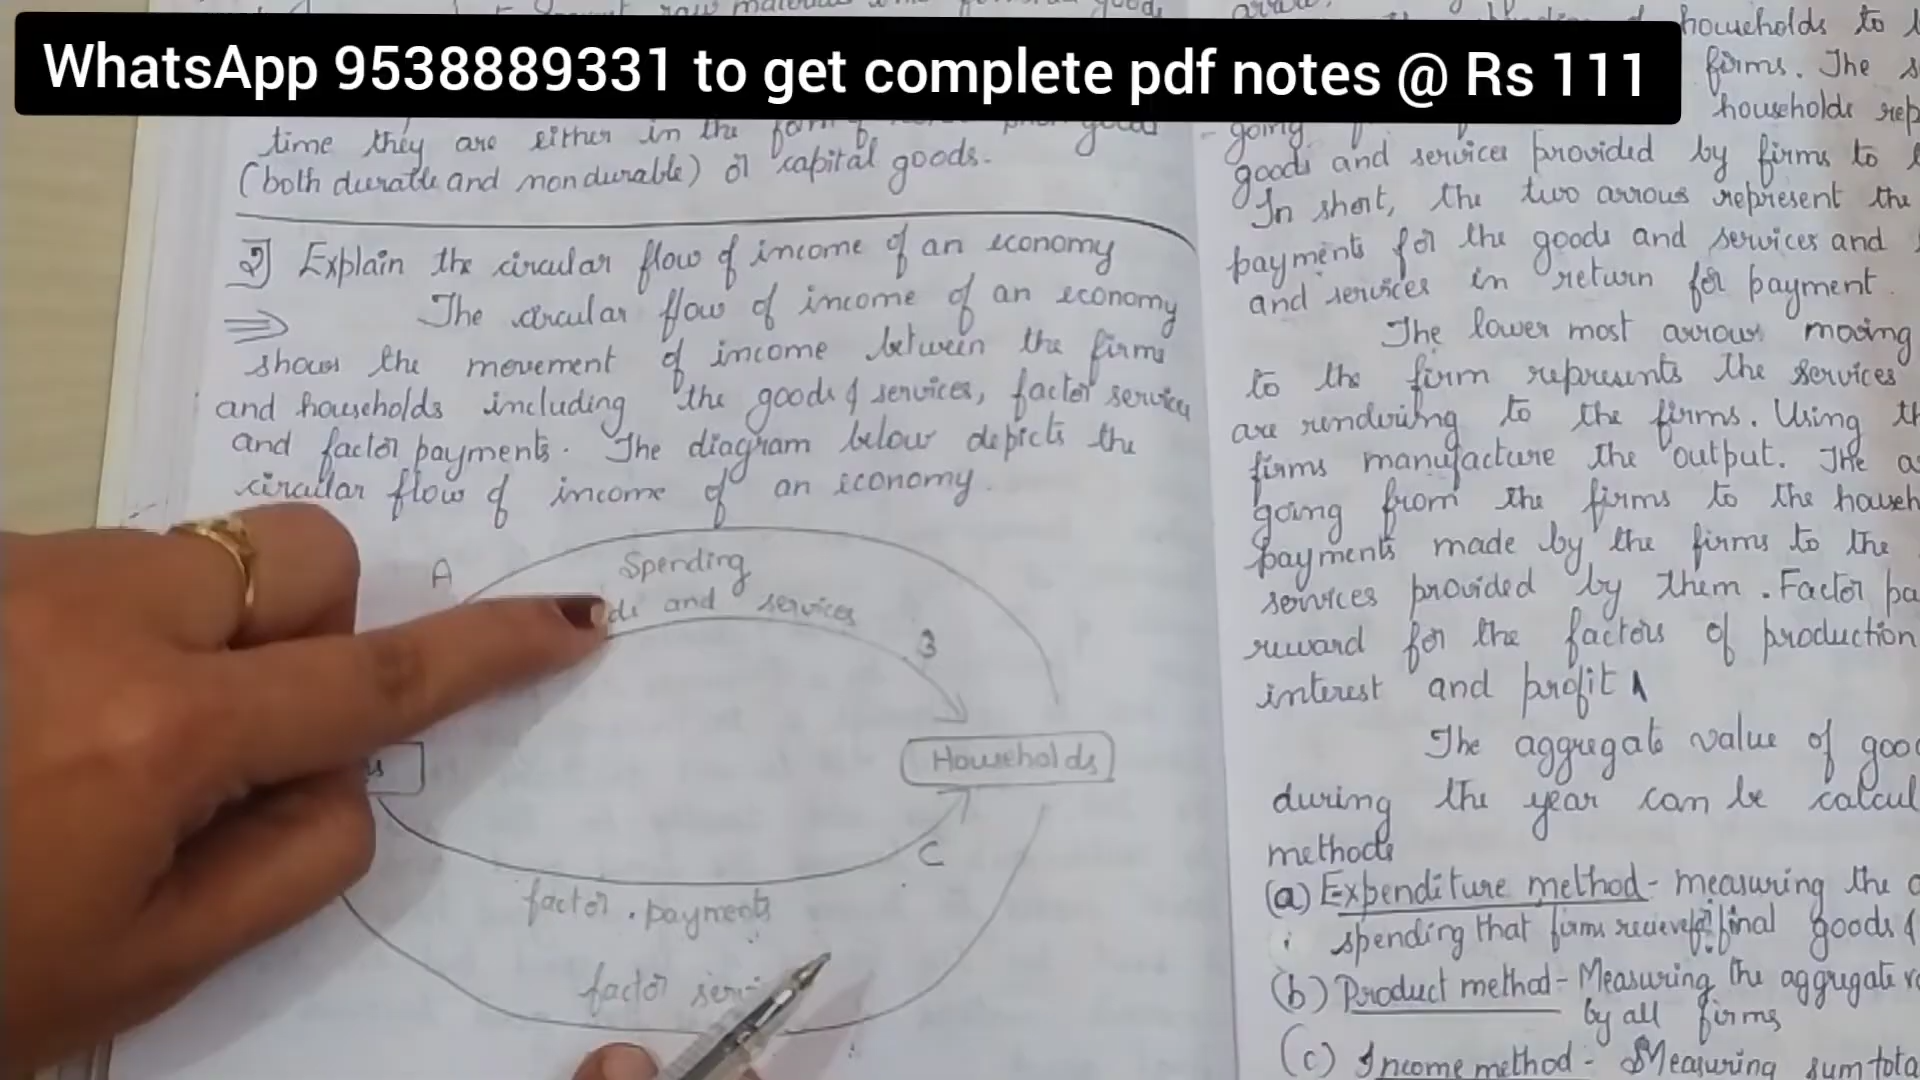 WhatsApp 9538889331 to get complete pdf notes @ Rs 111
time they are either in the
(both durable and nondurable) or capital goods.
2] Explain the circular flow of income of an economy
⇒ The circular flow of income of an economy
shows the movement of income between the firms
and households including the goods & services, factor services
and factor payments. The diagram below depicts the
circular flow of income of an economy.
A
Spending
and services
B
Households
C
factor payments
factor
households to
firms. The
households
going
goods and services provided by firms to
In short, the two arrows represent the
payments for the goods and services and
and services in return for payment.
The lower most arrow moving
to the firm represents the services
are rendering to the firms. Using
firms manufacture the output. The
going from the firms to the
payments made by the firms to the
services provided by them. Factor
reward for the factors of production
interest and profit
The aggregate value of
during the year can be
methods
(a) Expenditure method - measuring the
spending that firms recieve for final goods &
(b) Product method - Measuring the aggregate
by all firms
(c) Income method - Measuring sum total